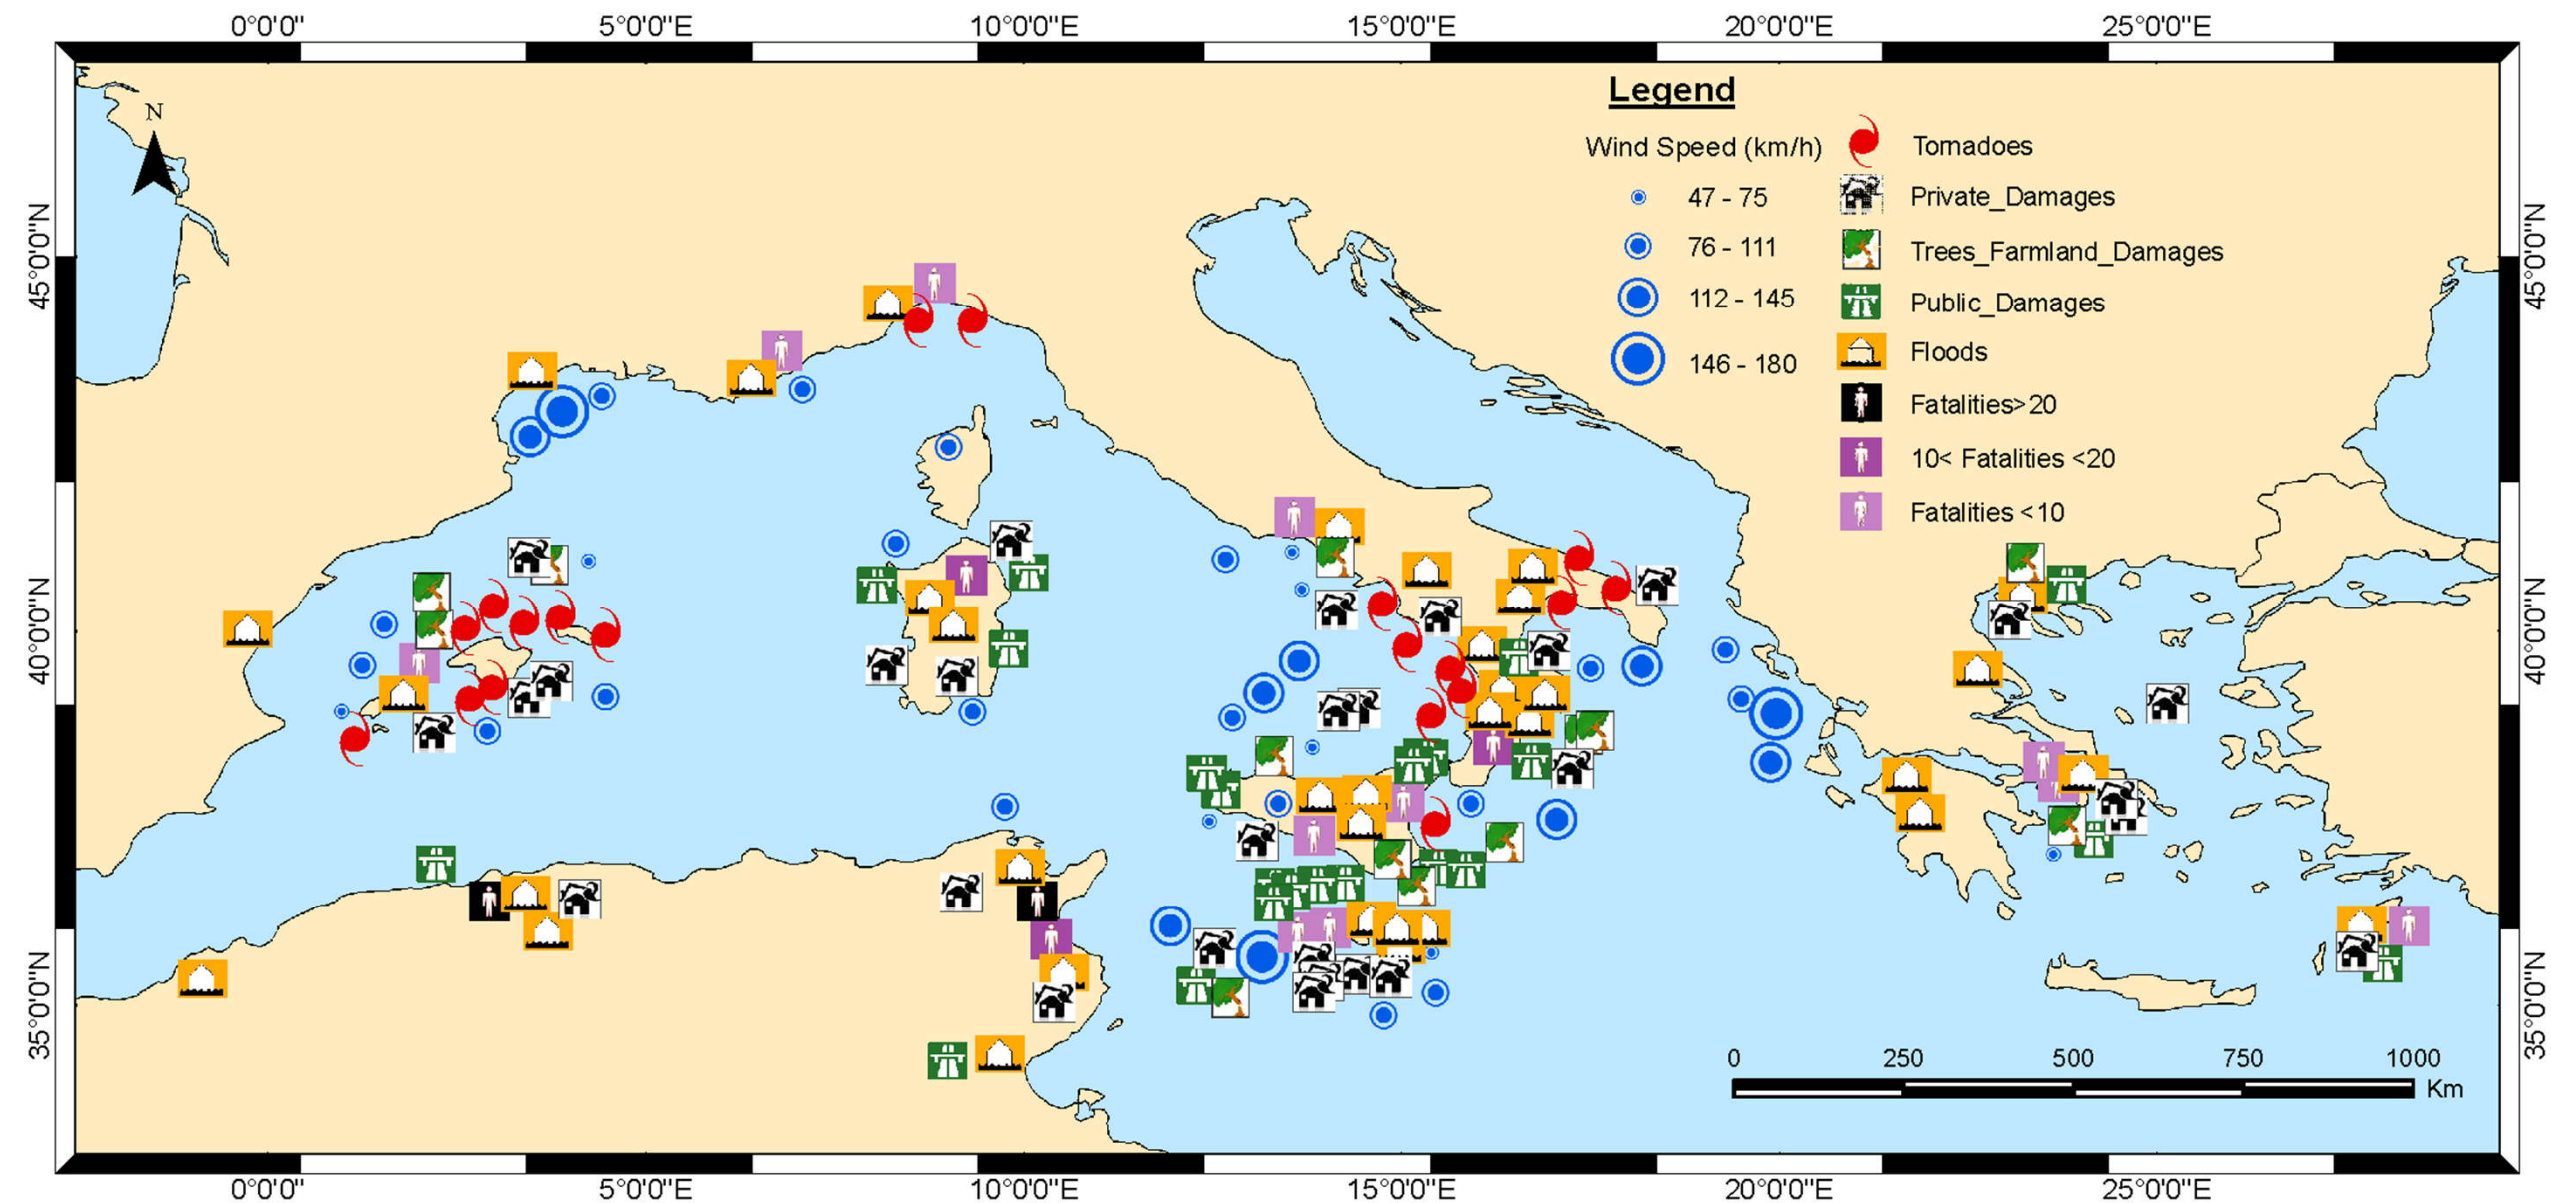 0°0'0" 5°0'0"E 10°0'0"E 15°0'0"E 20°0'0"E 25°0'0"E
N
Legend
Wind Speed (km/h)
47 - 75
76 - 111
112 - 145
146 - 180
Tornadoes
Private_Damages
Trees_Farmland_Damages
Public_Damages
Floods
Fatalities>20
10< Fatalities <20
Fatalities <10
45°0'0"N 45°0'0"N
40°0'0"N 40°0'0"N
35°0'0"N 35°0'0"N
0 250 500 750 1000
Km
0°0'0" 5°0'0"E 10°0'0"E 15°0'0"E 20°0'0"E 25°0'0"E